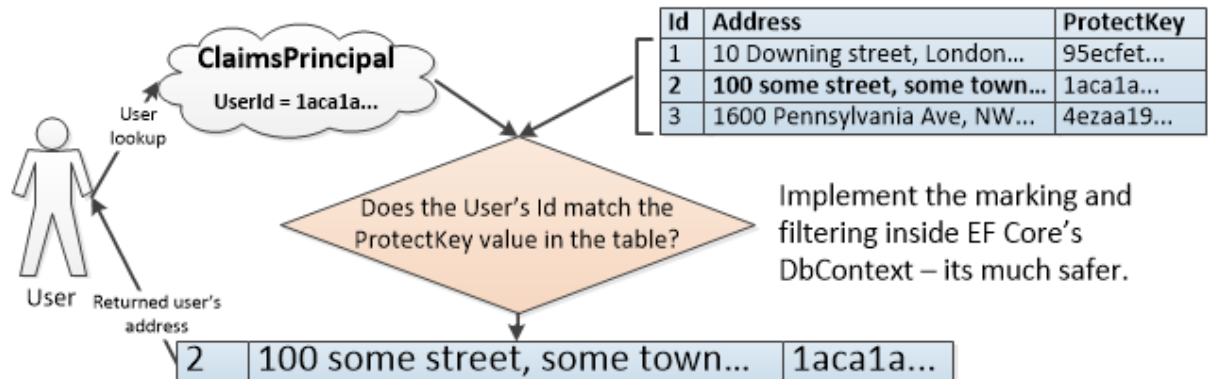 ClaimsPrincipal
UserId = 1aca1a...
User
lookup
User
Id Address ProtectKey
1 10 Downing street, London... 95ecfet...
2 100 some street, some town... 1aca1a...
3 1600 Pennsylvania Ave, NW... 4ezaa19...
Does the User's Id match the
ProtectKey value in the table?
Implement the marking and
filtering inside EF Core's
DbContext – its much safer.
Returned user's
address
2 100 some street, some town... 1aca1a...